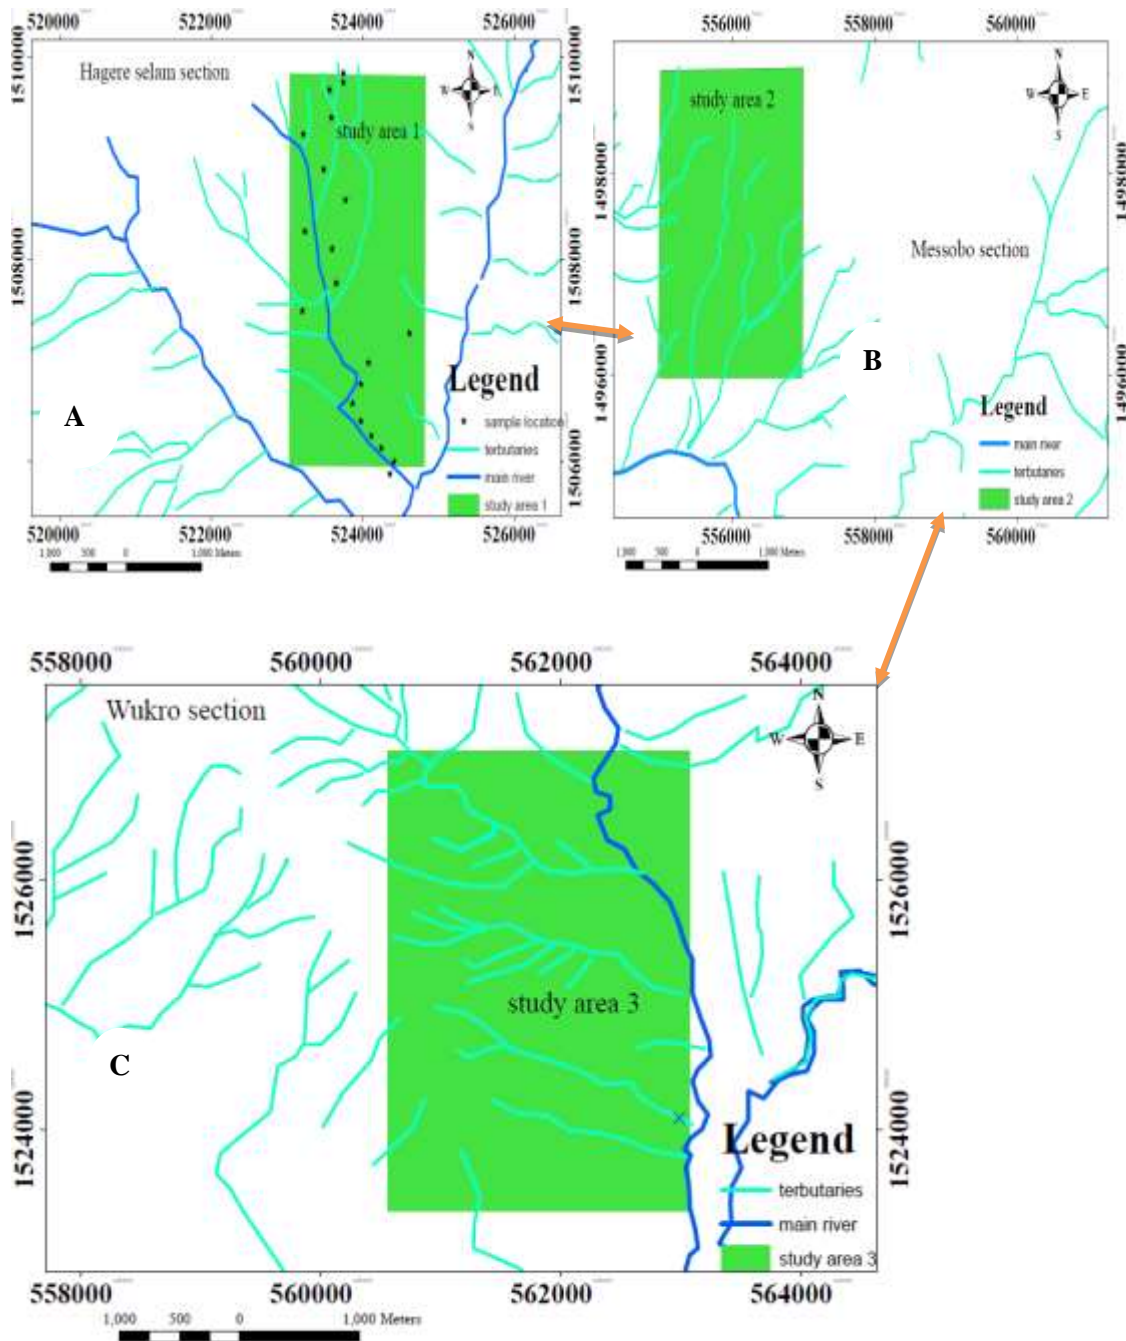 520000 522000 524000 526000
Hagere selam section
N
W E
S
study area 1
1510000
1508000
1506000
1510000
1508000
1506000
A
Legend
sample location
terbutaries
main river
study area 1
520000 522000 524000 526000
1,000 500 0 1,000 Meters
556000 558000 560000
study area 2
N
W E
S
1498000
1496000
1498000
1496000
Messobo section
B
Legend
main river
terbutaries
study area 2
556000 558000 560000
1,000 500 0 1,000 Meters
558000 560000 562000 564000
Wukro section
N
W E
S
1526000
1524000
1526000
1524000
study area 3
C
Legend
terbutaries
main river
study area 3
558000 560000 562000 564000
1,000 500 0 1,000 Meters